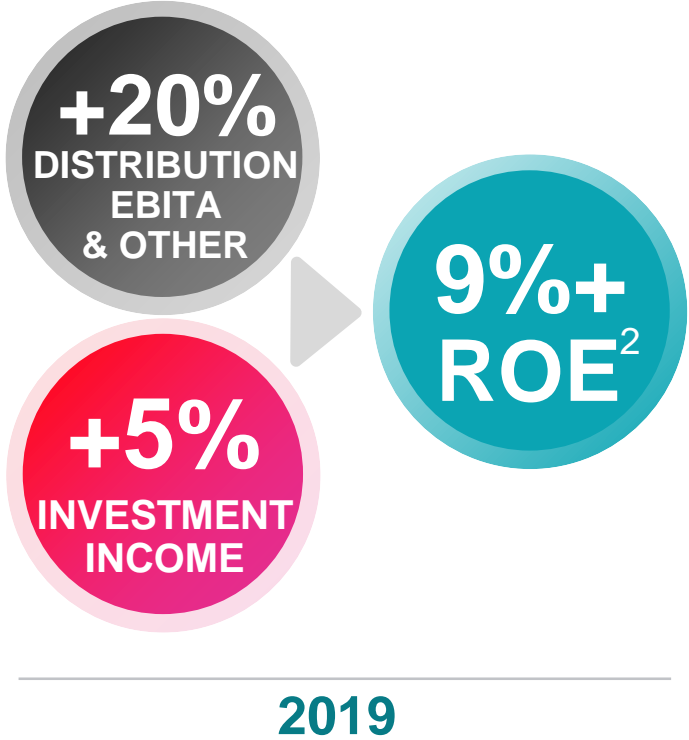 +20%
DISTRIBUTION
EBITA
& OTHER
+5%
INVESTMENT
INCOME
9%+
ROE²
2019